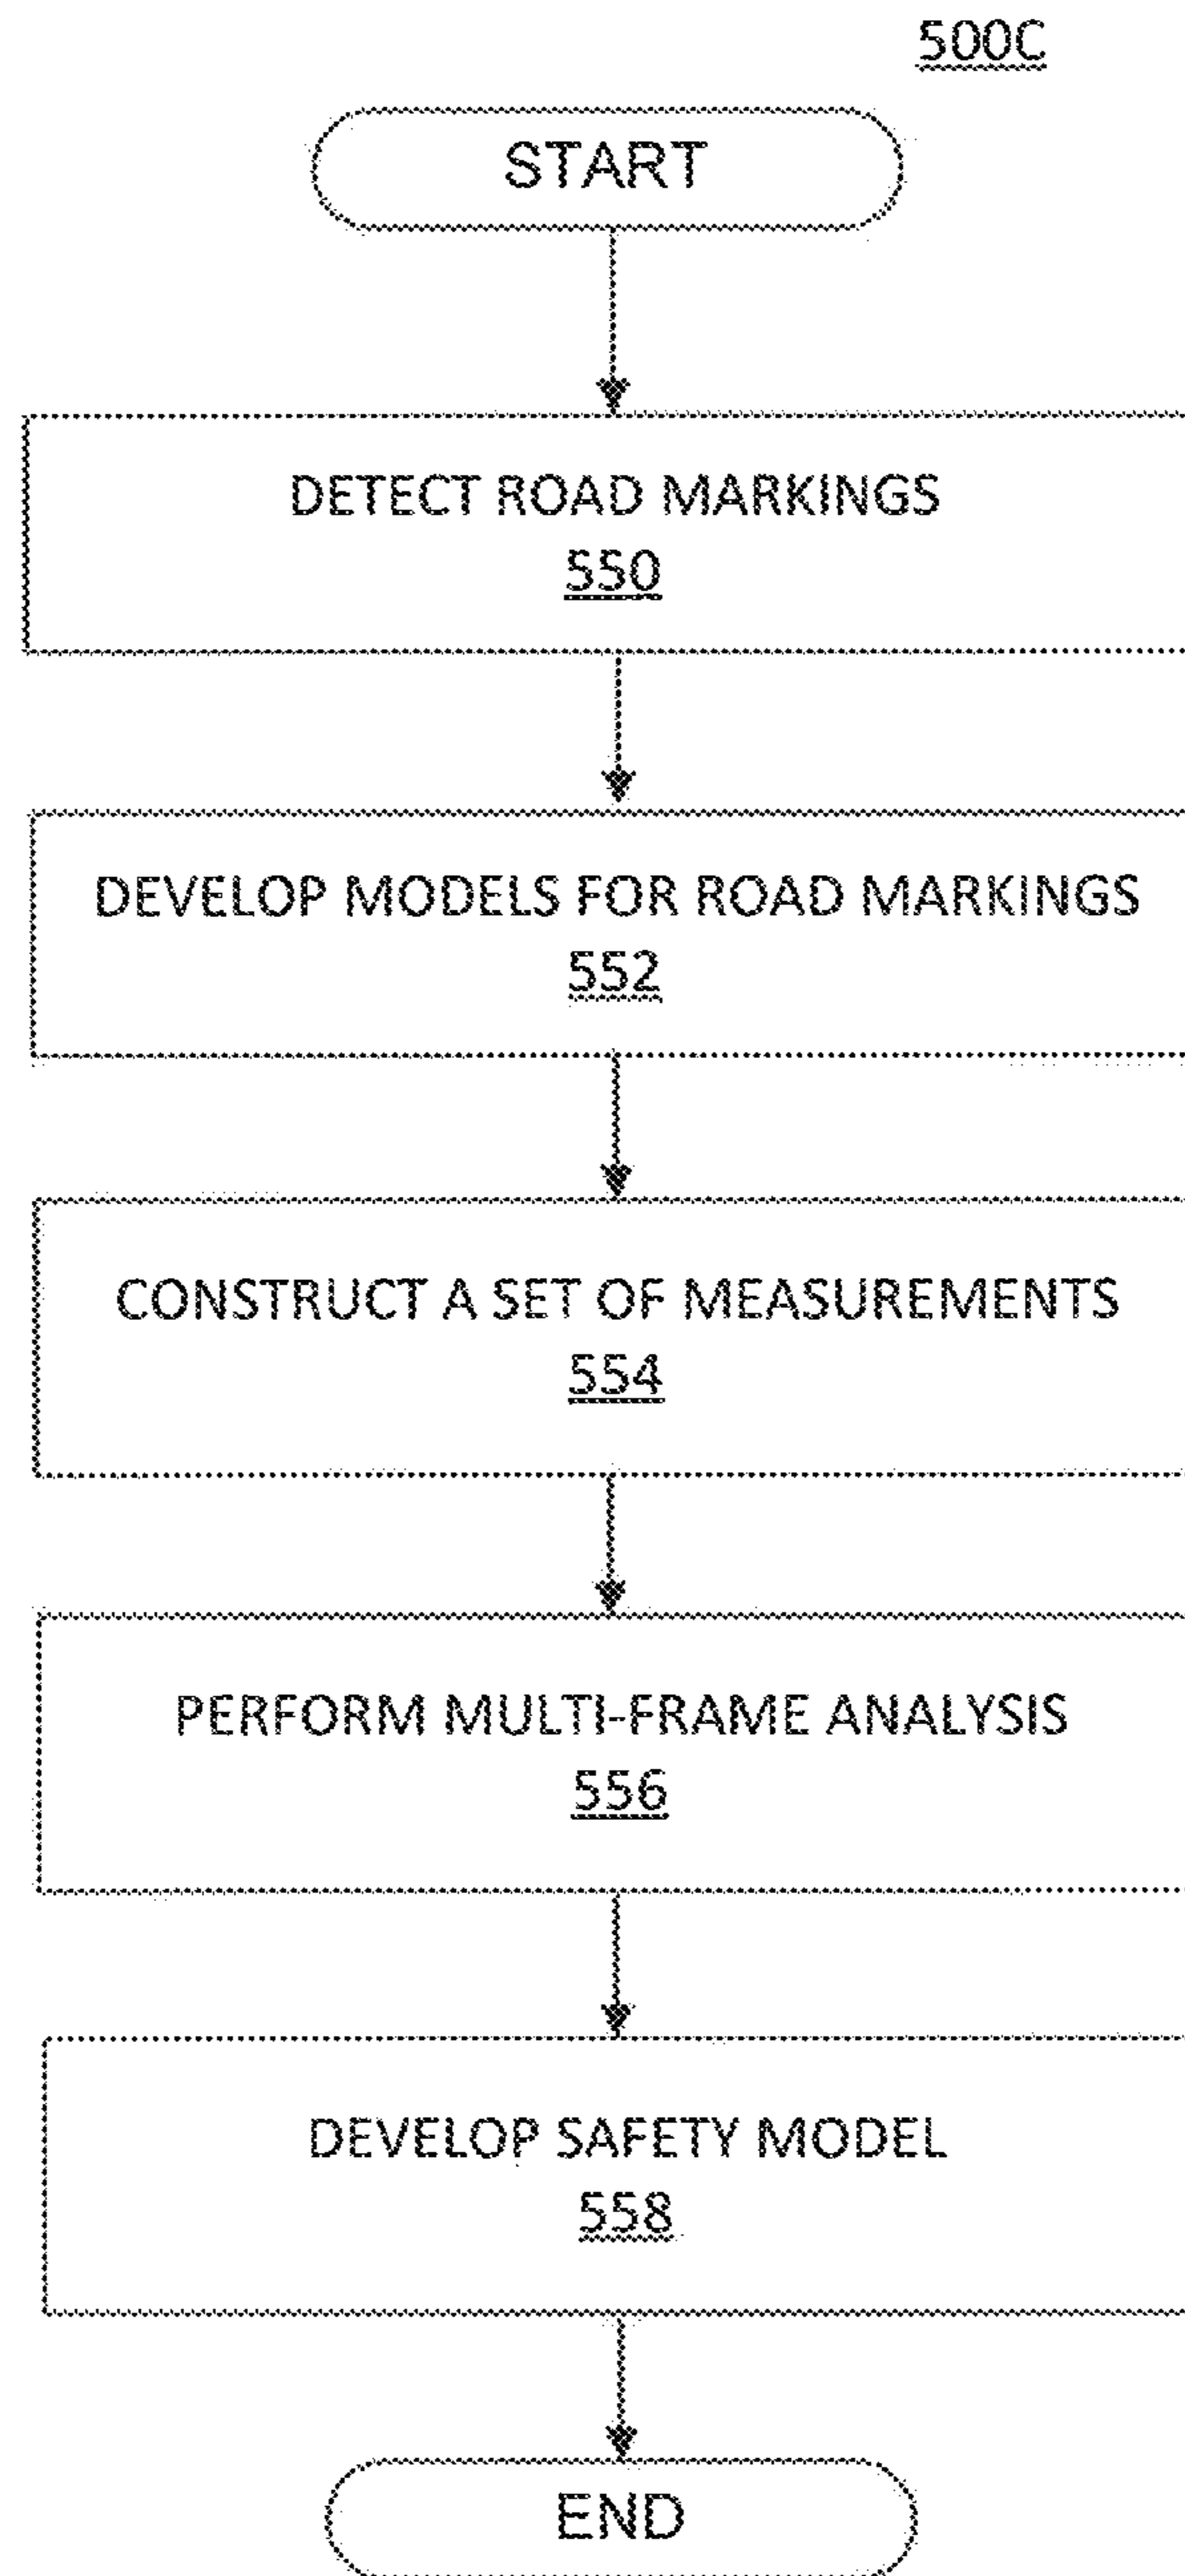 500C
START
DETECT ROAD MARKINGS
550
DEVELOP MODELS FOR ROAD MARKINGS
552
CONSTRUCT A SET OF MEASUREMENTS
554
PERFORM MULTI-FRAME ANALYSIS
556
DEVELOP SAFETY MODEL
558
END